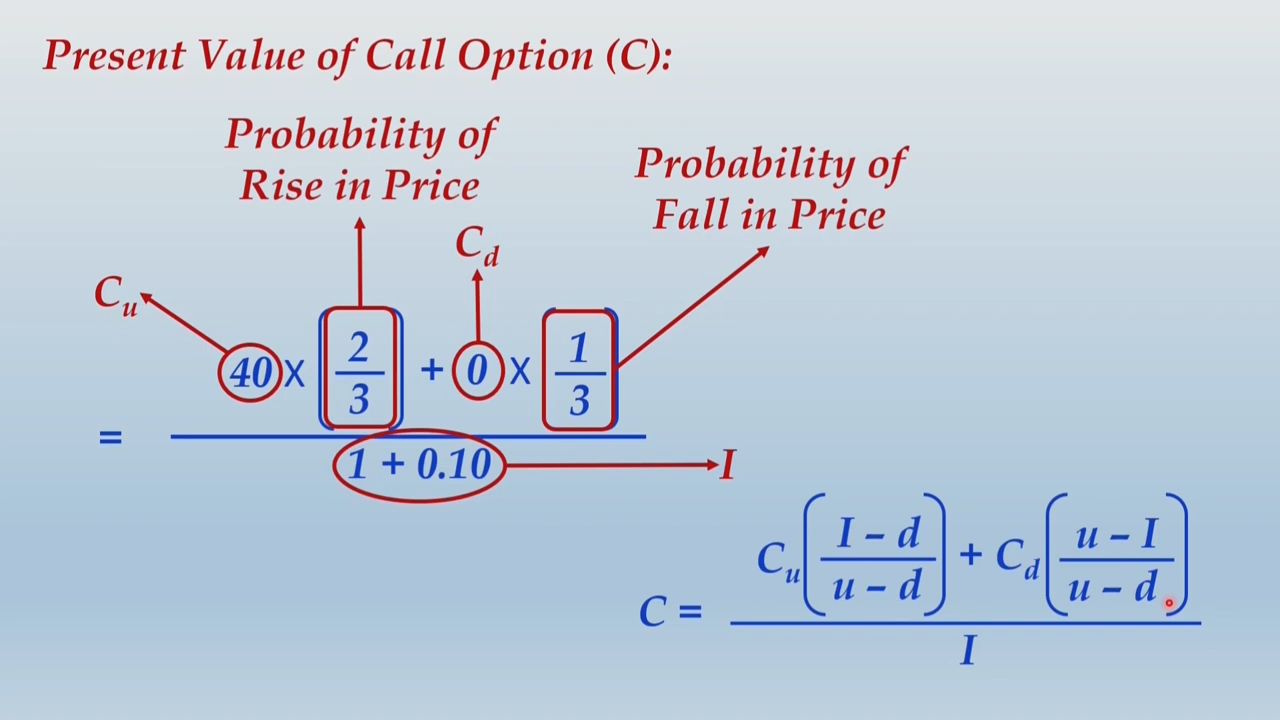 Present Value of Call Option (C):
Probability of
Rise in Price
Probability of
Fall in Price
C_d
C_u
40 X (2/3) + 0 X (1/3)
=
1 + 0.10
I
C = 
C_u((I – d)/(u – d)) + C_d((u – I)/(u – d))
I